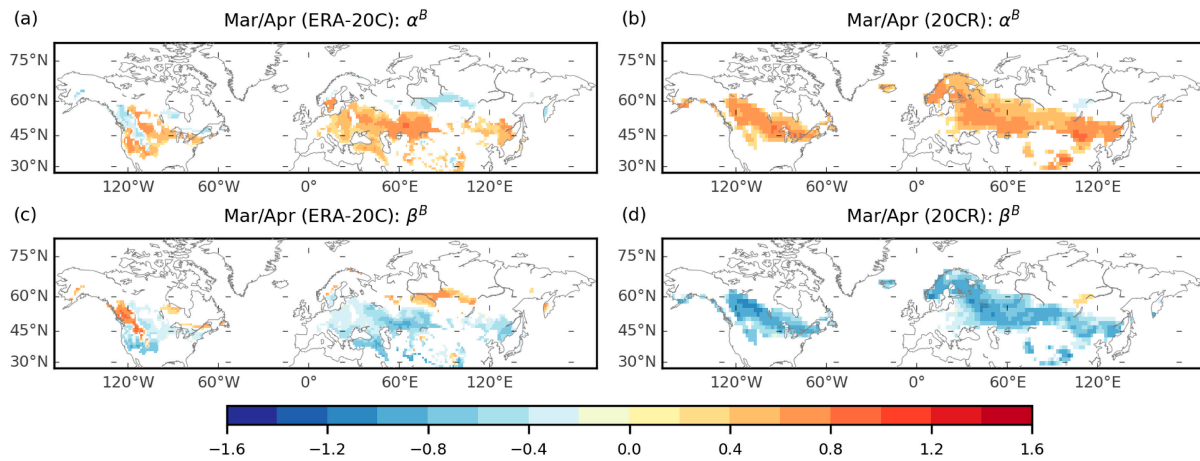 (a) Mar/Apr (ERA-20C): α^B
75°N
60°N
45°N
30°N
120°W 60°W 0° 60°E 120°E
(b) Mar/Apr (20CR): α^B
75°N
60°N
45°N
30°N
120°W 60°W 0° 60°E 120°E
(c) Mar/Apr (ERA-20C): β^B
75°N
60°N
45°N
30°N
120°W 60°W 0° 60°E 120°E
(d) Mar/Apr (20CR): β^B
75°N
60°N
45°N
30°N
120°W 60°W 0° 60°E 120°E
−1.6 −1.2 −0.8 −0.4 0.0 0.4 0.8 1.2 1.6